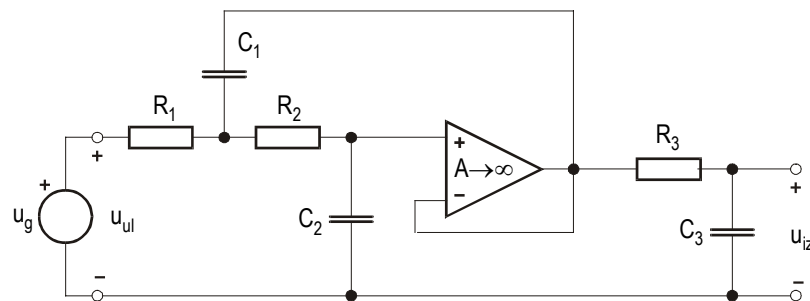 C1
R1
R2
R3
+
+
+
A→∞
−
+
+
ug
uul
C2
C3
uiz
−
−